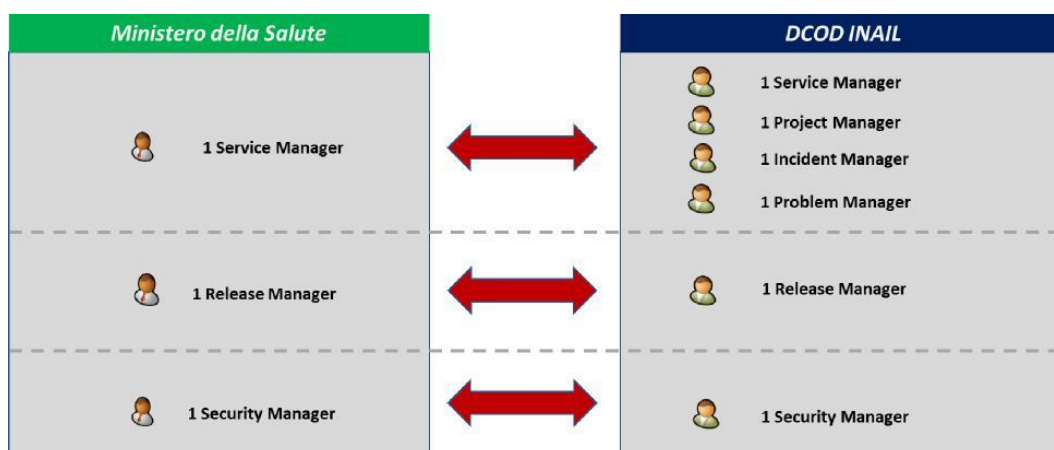 Ministero della Salute
DCOD INAIL
1 Service Manager
1 Service Manager
1 Project Manager
1 Incident Manager
1 Problem Manager
1 Release Manager
1 Release Manager
1 Security Manager
1 Security Manager